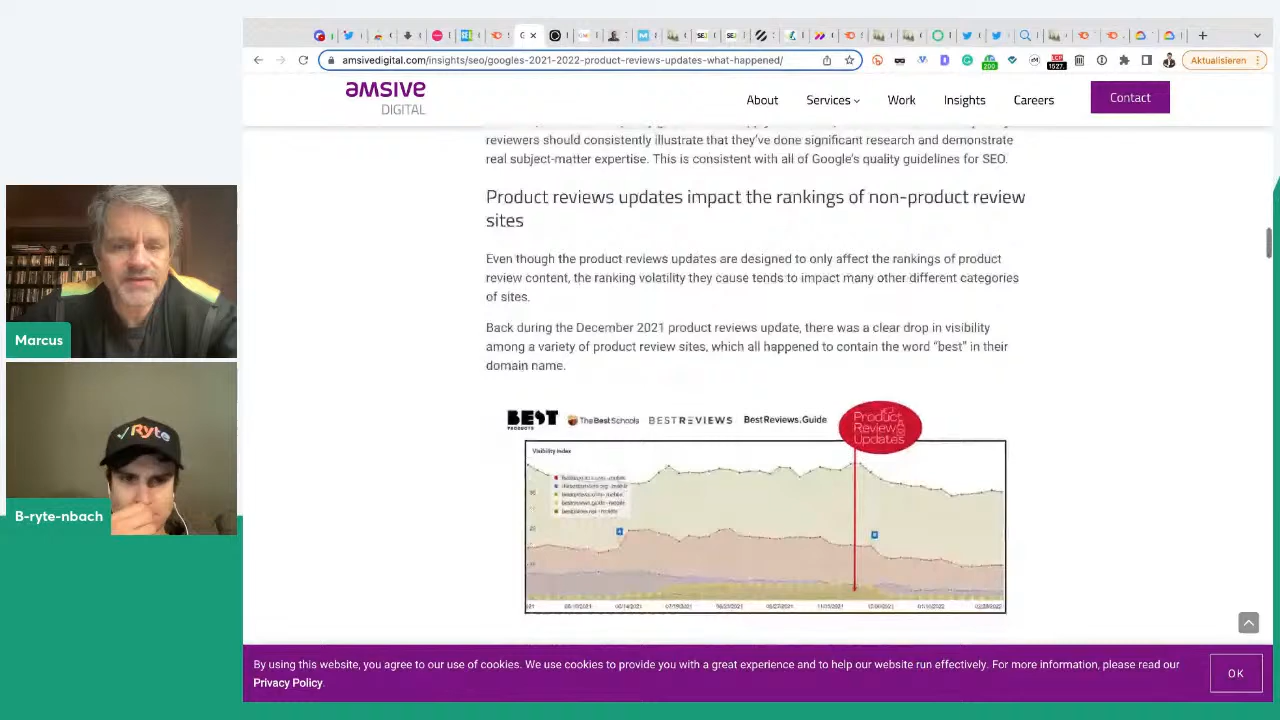 Marcus
✓Ryte
B-ryte-nbach
amsivedigital.com/insights/seo/googles-2021-2022-product-reviews-updates-what-happened/
Aktualisieren
amsive
DIGITAL
About
Services
Work
Insights
Careers
Contact
reviewers should consistently illustrate that they've done significant research and demonstrate
real subject-matter expertise. This is consistent with all of Google's quality guidelines for SEO.
Product reviews updates impact the rankings of non-product review
sites
Even though the product reviews updates are designed to only affect the rankings of product
review content, the ranking volatility they cause tends to impact many other different categories
of sites.
Back during the December 2021 product reviews update, there was a clear drop in visibility
among a variety of product review sites, which all happened to contain the word “best” in their
domain name.
BEST
PRODUCTS
TheBestSchools
BESTREVIEWS
BestReviews.Guide
Product
Review
Updates
Visibility Index
By using this website, you agree to our use of cookies. We use cookies to provide you with a great experience and to help our website run effectively. For more information, please read our
Privacy Policy.
OK